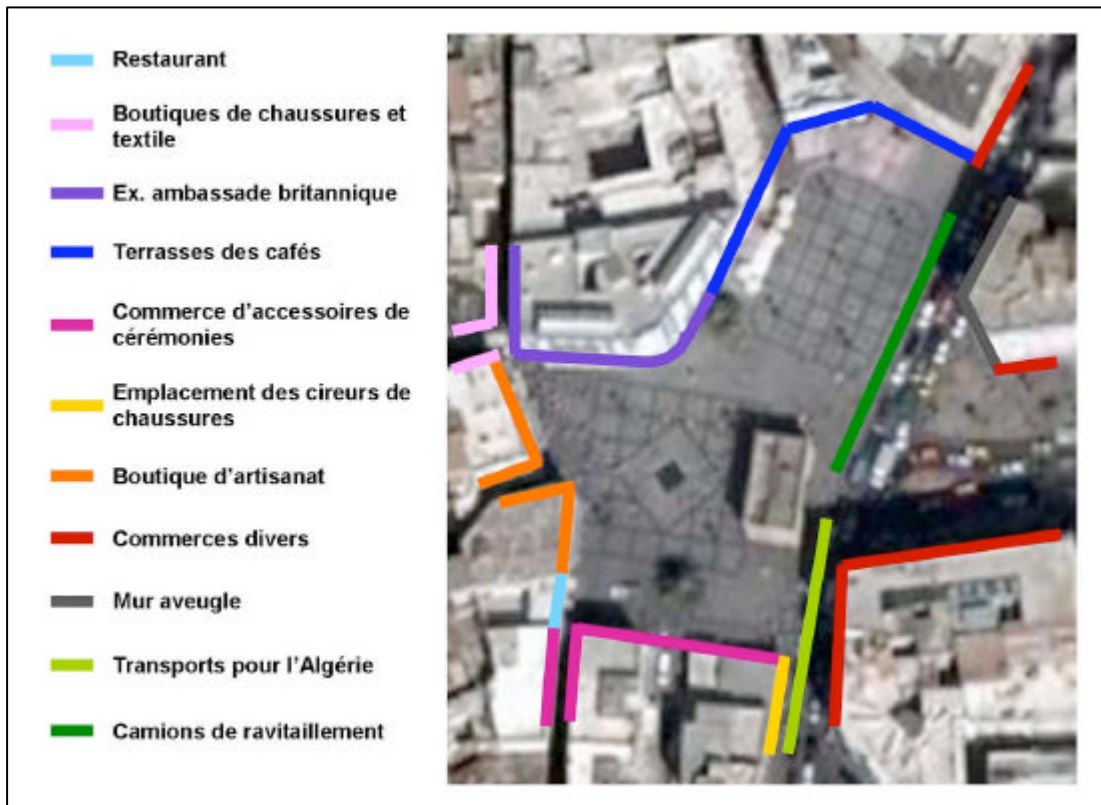 Restaurant
Boutiques de chaussures et
textile
Ex. ambassade britannique
Terrasses des cafés
Commerce d'accessoires de
cérémonies
Emplacement des cireurs de
chaussures
Boutique d'artisanat
Commerces divers
Mur aveugle
Transports pour l'Algérie
Camions de ravitaillement